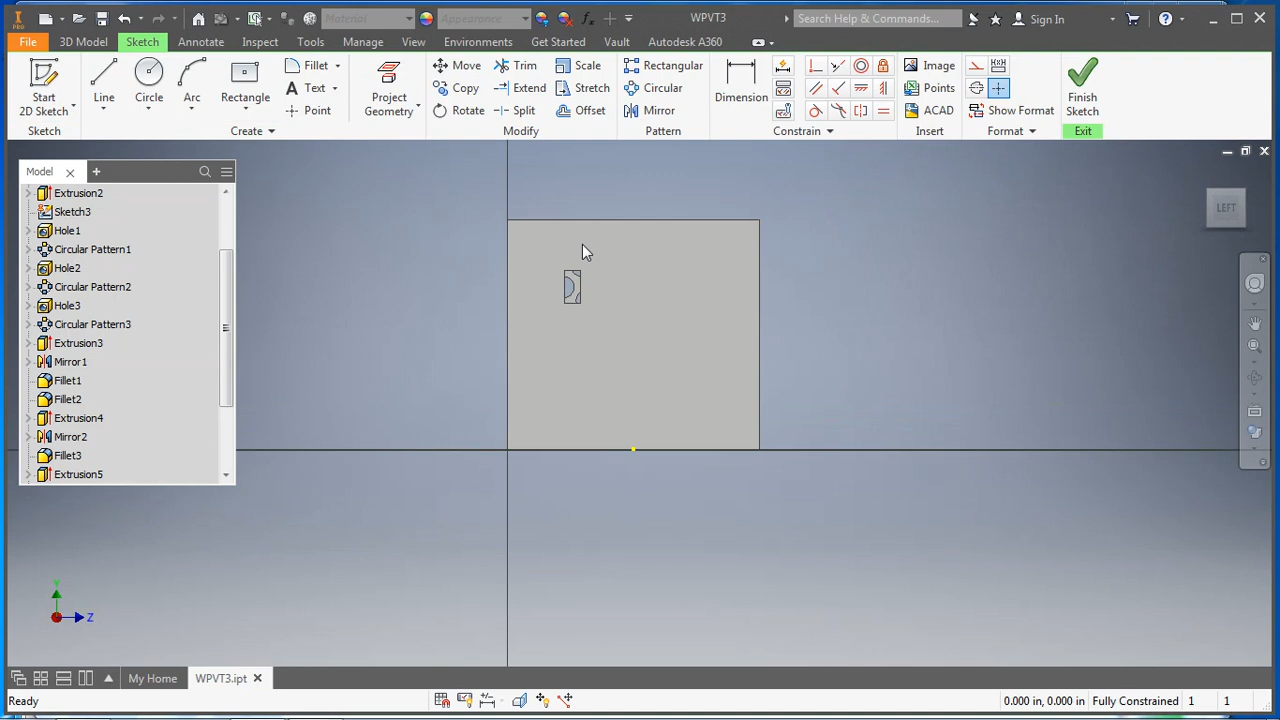 PRO
Material
Appearance
fx
WPVT3
Search Help & Commands...
Sign In
File
3D Model
Sketch
Annotate
Inspect
Tools
Manage
View
Environments
Get Started
Vault
Autodesk A360
Start
2D Sketch
Line
Circle
Arc
Rectangle
Fillet
Text
Point
Project
Geometry
Move
Copy
Rotate
Trim
Extend
Split
Scale
Stretch
Offset
Rectangular
Circular
Mirror
Dimension
Image
Points
ACAD
Show Format
Finish
Sketch
Sketch
Create
Modify
Pattern
Constrain
Insert
Format
Exit
Model
Extrusion2
Sketch3
Hole1
Circular Pattern1
Hole2
Circular Pattern2
Hole3
Circular Pattern3
Extrusion3
Mirror1
Fillet1
Fillet2
Extrusion4
Mirror2
Fillet3
Extrusion5
LEFT
Y
Z
My Home
WPVT3.ipt
Ready
0.000 in, 0.000 in
Fully Constrained
1
1